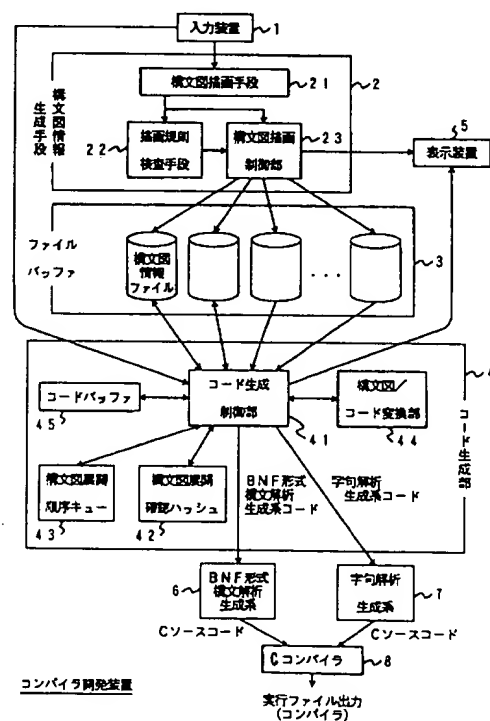 入力装置
1
構文図描画手段
21
2
構文図情報
生成手段
描画規則
検査手段
22
構文図描画
制御部
23
5
表示装置
ファイル
バッファ
構文図
情報
ファイル
...
3
コード生成
制御部
41
4
コード生成部
コードバッファ
45
構文図/
コード変換部
44
構文図展開
順序キュー
43
構文図展開
確認ハッシュ
42
BNF形式
構文解析
生成系コード
字句解析
生成系コード
6
BNF形式
構文解析
生成系
字句解析
生成系
7
Cソースコード
Cソースコード
Cコンパイラ
8
コンパイラ開発装置
実行ファイル出力
(コンパイラ)